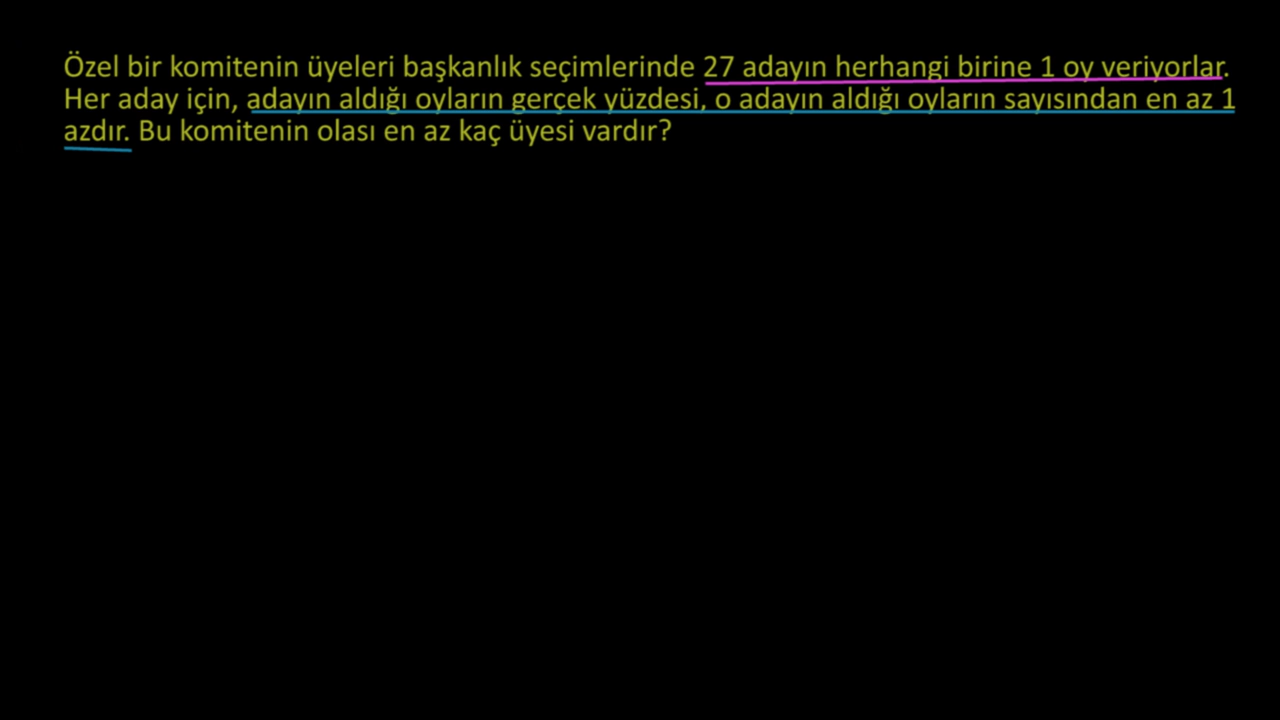 Özel bir komitenin üyeleri başkanlık seçimlerinde 27 adayın herhangi birine 1 oy veriyorlar.
Her aday için, adayın aldığı oyların gerçek yüzdesi, o adayın aldığı oyların sayısından en az 1
azdır. Bu komitenin olası en az kaç üyesi vardır?